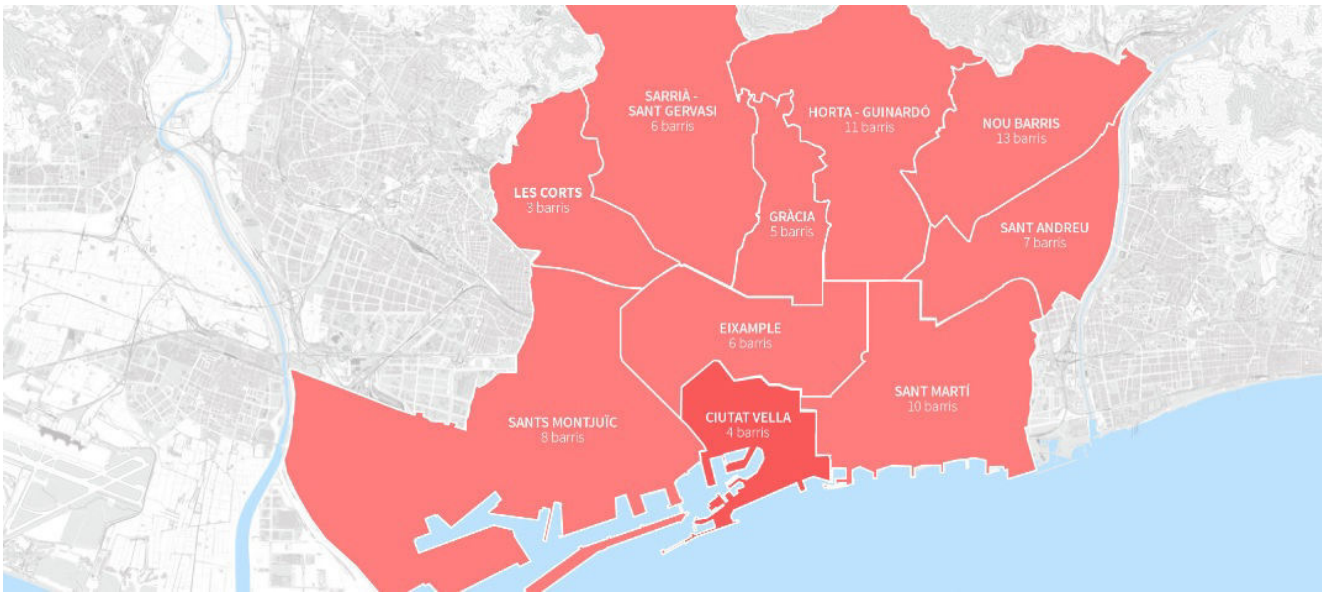 SARRIÀ -
SANT GERVASI
6 barris
HORTA - GUINARDÓ
11 barris
NOU BARRIS
13 barris
LES CORTS
3 barris
GRÀCIA
5 barris
SANT ANDREU
7 barris
EIXAMPLE
6 barris
SANT MARTÍ
10 barris
SANTS MONTJUÏC
8 barris
CIUTAT VELLA
4 barris